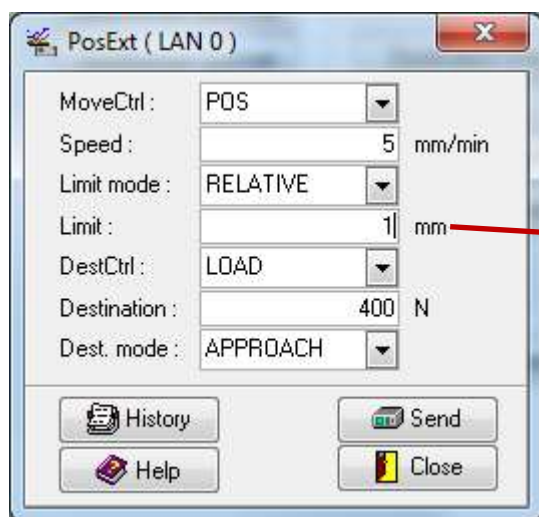 PosExt ( LAN 0 )
MoveCtrl : POS
Speed : 5 mm/min
Limit mode : RELATIVE
Limit : 1 mm
DestCtrl : LOAD
Destination : 400 N
Dest. mode : APPROACH
History Send
Help Close